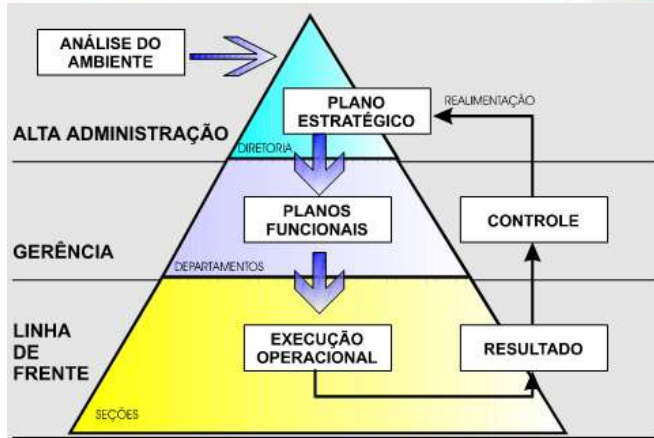 ANÁLISE DO
AMBIENTE
PLANO
ESTRATÉGICO
REALIMENTAÇÃO
ALTA ADMINISTRAÇÃO
DIRETORIA
PLANOS
FUNCIONAIS
CONTROLE
GERÊNCIA
DEPARTAMENTOS
LINHA
DE
FRENTE
EXECUÇÃO
OPERACIONAL
RESULTADO
SEÇÕES